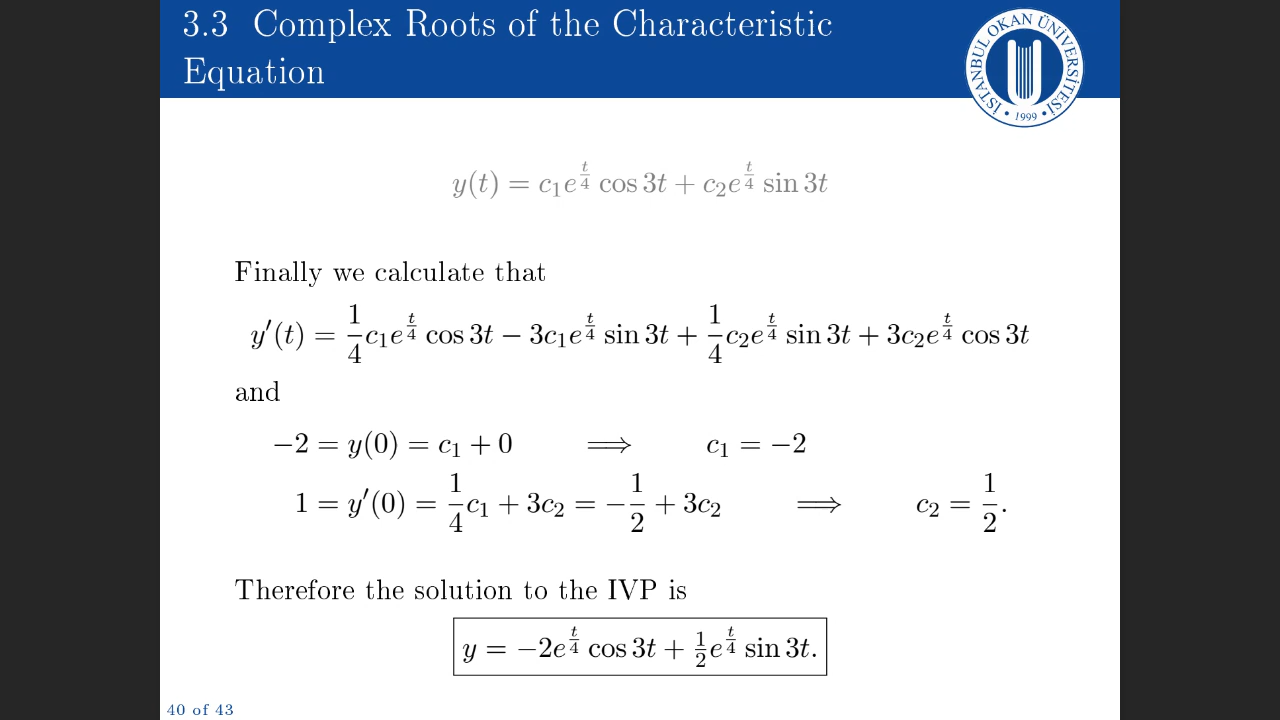 3.3 Complex Roots of the Characteristic
Equation
İSTANBUL OKAN ÜNİVERSİTESİ
• 1999 •
y(t) = c₁e^{t/4} cos 3t + c₂e^{t/4} sin 3t
Finally we calculate that
y′(t) = 1/4 c₁e^{t/4} cos 3t − 3c₁e^{t/4} sin 3t + 1/4 c₂e^{t/4} sin 3t + 3c₂e^{t/4} cos 3t
and
−2 = y(0) = c₁ + 0 ⟹ c₁ = −2
1 = y′(0) = 1/4 c₁ + 3c₂ = −1/2 + 3c₂ ⟹ c₂ = 1/2.
Therefore the solution to the IVP is
y = −2e^{t/4} cos 3t + 1/2 e^{t/4} sin 3t.
40 of 43